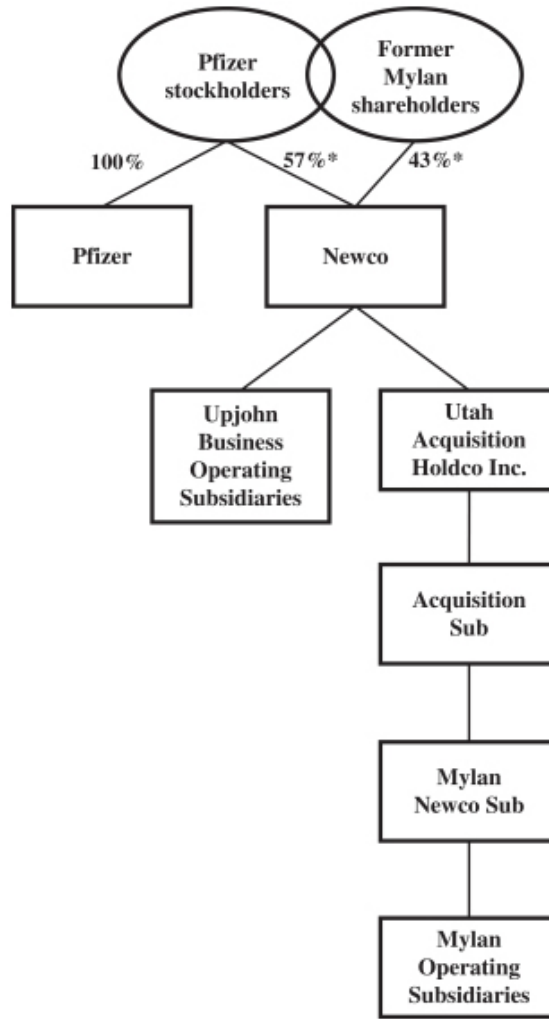 Pfizer
stockholders
Former
Mylan
shareholders
100%
57%*
43%*
Pfizer
Newco
Upjohn
Business
Operating
Subsidiaries
Utah
Acquisition
Holdco Inc.
Acquisition
Sub
Mylan
Newco Sub
Mylan
Operating
Subsidiaries